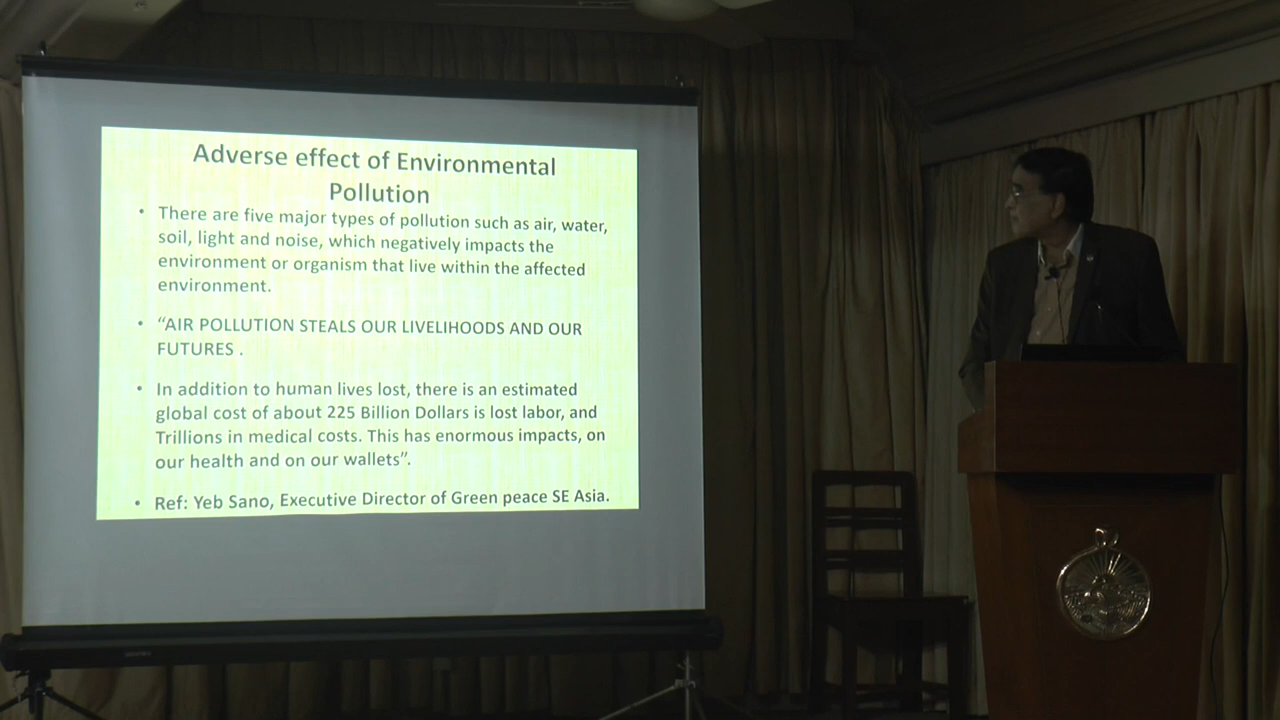 Adverse effect of Environmental
Pollution
• There are five major types of pollution such as air, water,
soil, light and noise, which negatively impacts the
environment or organism that live within the affected
environment.
• “AIR POLLUTION STEALS OUR LIVELIHOODS AND OUR
FUTURES .
• In addition to human lives lost, there is an estimated
global cost of about 225 Billion Dollars is lost labor, and
Trillions in medical costs. This has enormous impacts, on
our health and on our wallets”.
• Ref: Yeb Sano, Executive Director of Green peace SE Asia.